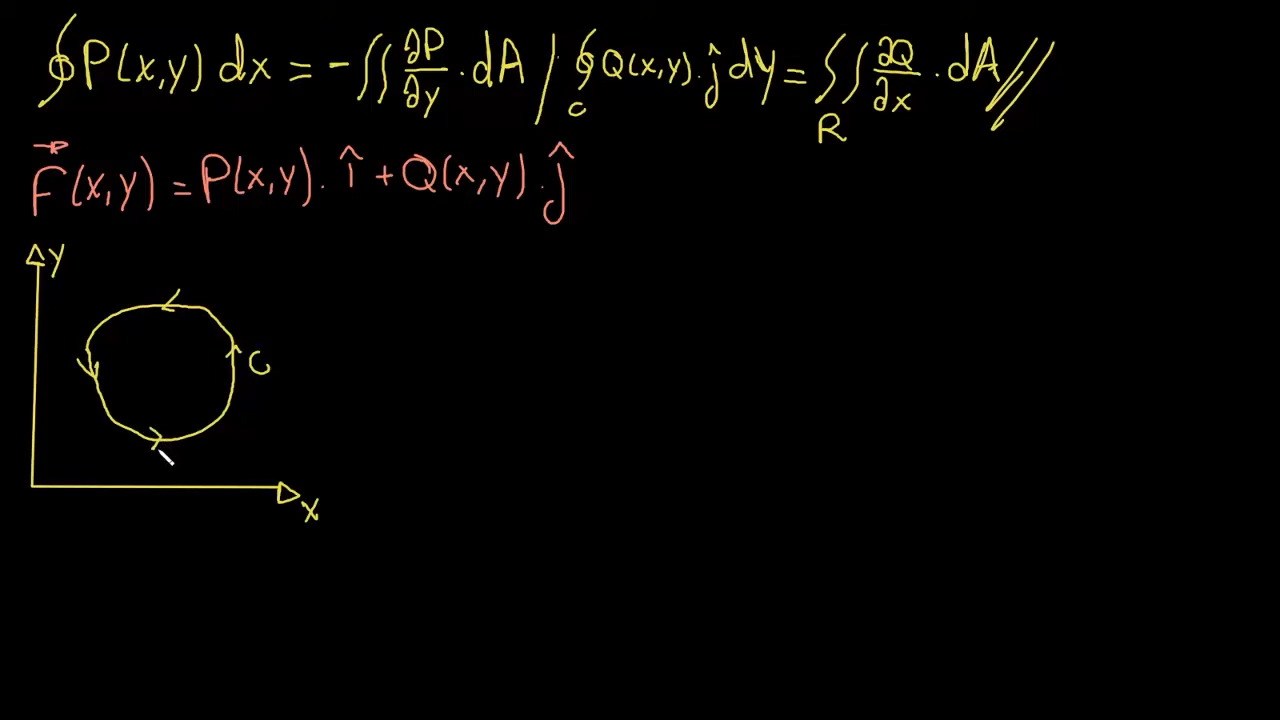 ∮P(x,y) dx = -∫∫ ∂P/∂y · dA / ∮_C Q(x,y) · ĵ dy = ∫∫_R ∂Q/∂x · dA //
F⃗(x,y) = P(x,y) · î + Q(x,y) · ĵ
y
C
x